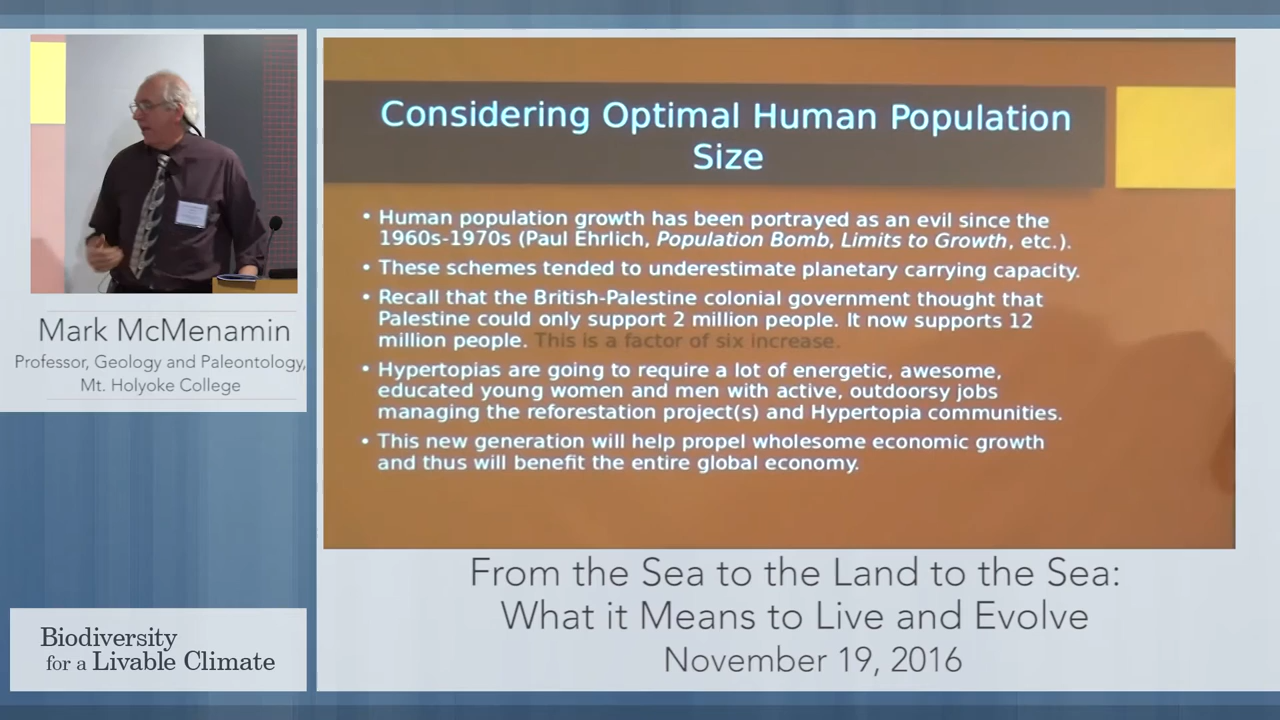 Considering Optimal Human Population
Size
• Human population growth has been portrayed as an evil since the
1960s-1970s (Paul Ehrlich, Population Bomb, Limits to Growth, etc.).
• These schemes tended to underestimate planetary carrying capacity.
• Recall that the British-Palestine colonial government thought that
Palestine could only support 2 million people. It now supports 12
million people. This is a factor of six increase.
• Hypertopias are going to require a lot of energetic, awesome,
educated young women and men with active, outdoorsy jobs
managing the reforestation project(s) and Hypertopia communities.
• This new generation will help propel wholesome economic growth
and thus will benefit the entire global economy.
Mark McMenamin
Professor, Geology and Paleontology,
Mt. Holyoke College
Biodiversity
for a Livable Climate
From the Sea to the Land to the Sea:
What it Means to Live and Evolve
November 19, 2016